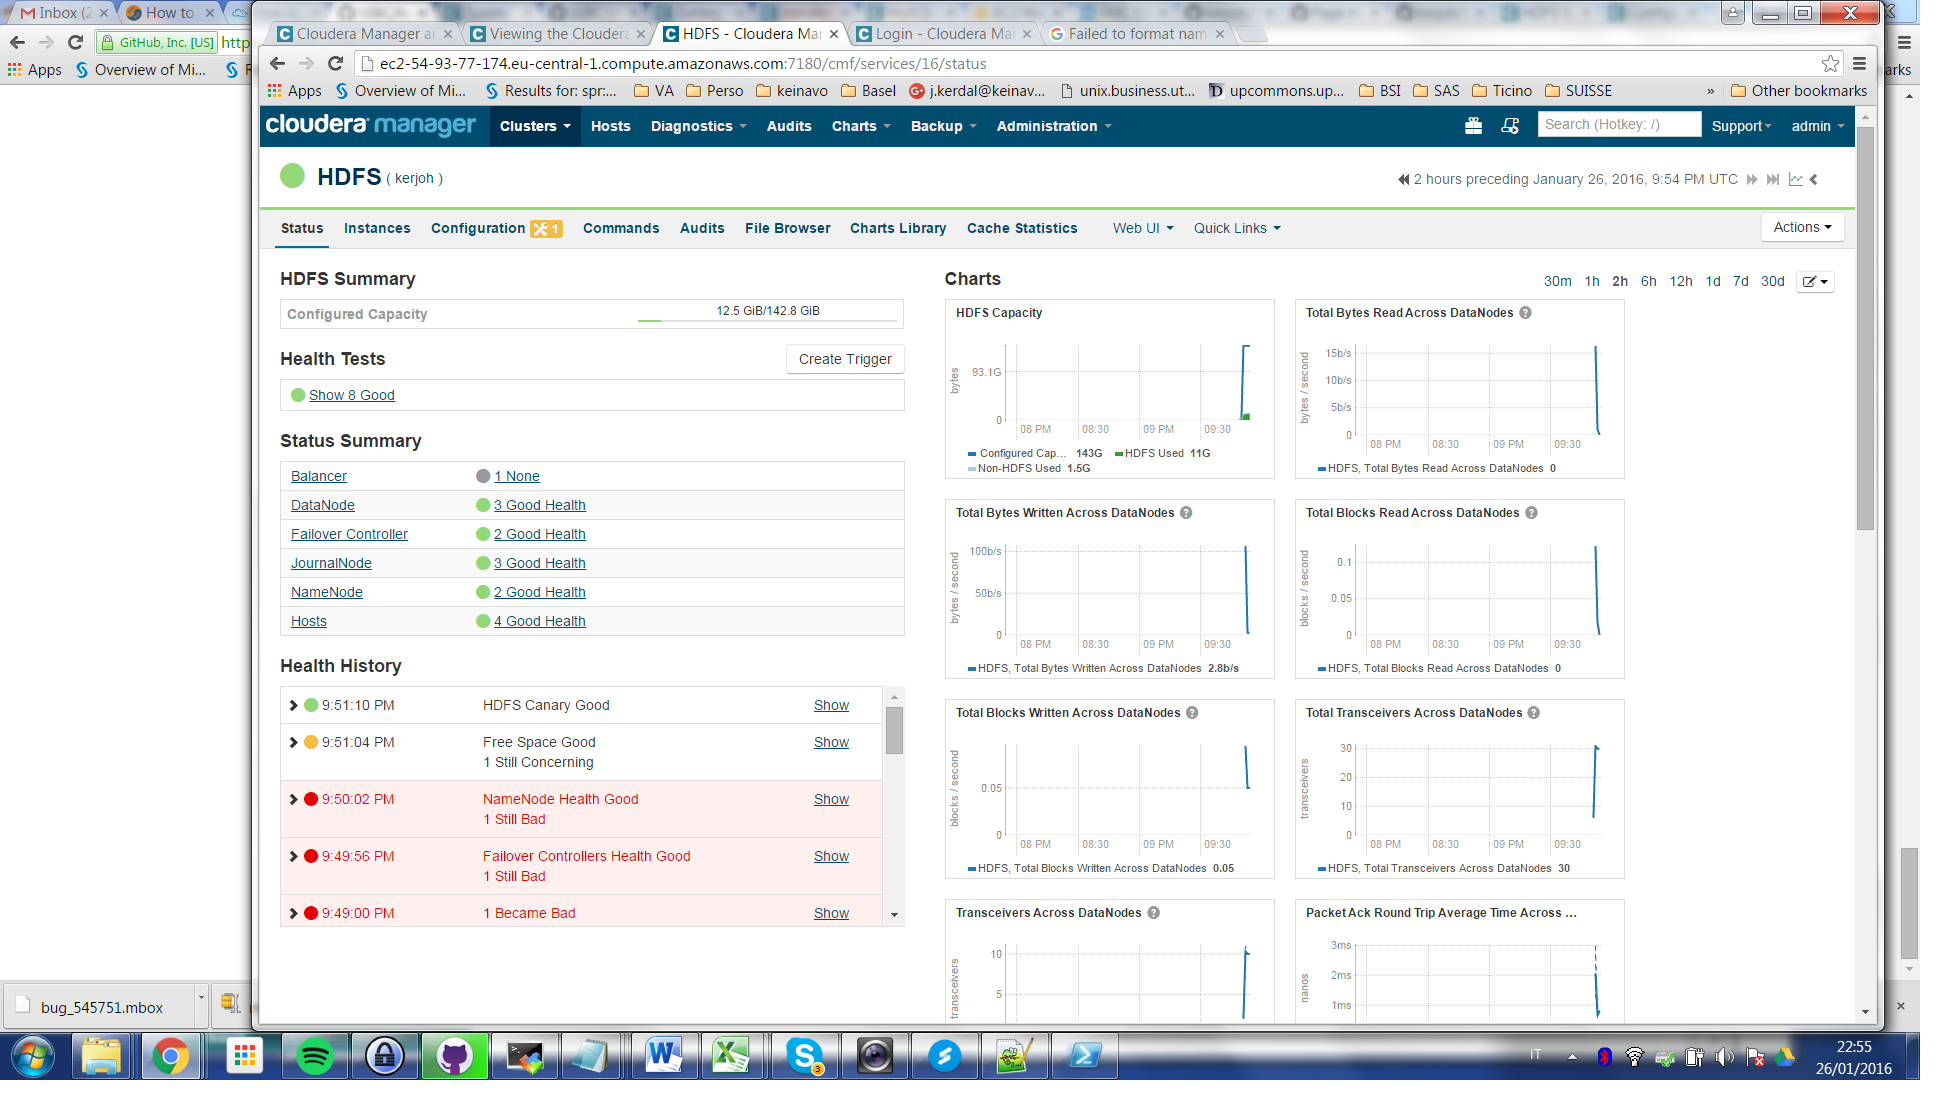 Inbox (2
How to
GitHub, Inc. [US]
http
Apps
Overview of Mi...
S
arks
Cloudera Manager a
Viewing the Cloudera
HDFS - Cloudera Ma
Login - Cloudera Ma
Failed to format nam
ec2-54-93-77-174.eu-central-1.compute.amazonaws.com:7180/cmf/services/16/status
Apps
Overview of Mi...
Results for: spr:...
VA
Perso
keinavo
Basel
j.kerdal@keinav...
unix.business.ut...
upcommons.up...
BSI
SAS
Ticino
SUISSE
»
Other bookmarks
cloudera manager
Clusters
Hosts
Diagnostics
Audits
Charts
Backup
Administration
Search (Hotkey: /)
Support
admin
HDFS ( kerjoh )
2 hours preceding January 26, 2016, 9:54 PM UTC
Status
Instances
Configuration 1
Commands
Audits
File Browser
Charts Library
Cache Statistics
Web UI
Quick Links
Actions
HDFS Summary
Configured Capacity
12.5 GiB/142.8 GiB
Health Tests
Create Trigger
Show 8 Good
Status Summary
Balancer 1 None
DataNode 3 Good Health
Failover Controller 2 Good Health
JournalNode 3 Good Health
NameNode 2 Good Health
Hosts 4 Good Health
Health History
9:51:10 PM HDFS Canary Good Show
9:51:04 PM Free Space Good Show
1 Still Concerning
9:50:02 PM NameNode Health Good Show
1 Still Bad
9:49:56 PM Failover Controllers Health Good Show
1 Still Bad
9:49:00 PM 1 Became Bad Show
Charts
30m 1h 2h 6h 12h 1d 7d 30d
HDFS Capacity
bytes
93.1G
0
08 PM 08:30 09 PM 09:30
Configured Cap... 143G HDFS Used 11G
Non-HDFS Used 1.5G
Total Bytes Read Across DataNodes
bytes / second
15b/s
10b/s
5b/s
0
08 PM 08:30 09 PM 09:30
HDFS, Total Bytes Read Across DataNodes 0
Total Bytes Written Across DataNodes
bytes / second
100b/s
50b/s
0
08 PM 08:30 09 PM 09:30
HDFS, Total Bytes Written Across DataNodes 2.8b/s
Total Blocks Read Across DataNodes
blocks / second
0.1
0.05
0
08 PM 08:30 09 PM 09:30
HDFS, Total Blocks Read Across DataNodes 0
Total Blocks Written Across DataNodes
blocks / second
0.05
0
08 PM 08:30 09 PM 09:30
HDFS, Total Blocks Written Across DataNodes 0.05
Total Transceivers Across DataNodes
transceivers
30
20
10
0
08 PM 08:30 09 PM 09:30
HDFS, Total Transceivers Across DataNodes 30
Transceivers Across DataNodes
transceivers
10
5
Packet Ack Round Trip Average Time Across ...
nanos
3ms
2ms
1ms
bug_545751.mbox
3
IT
22:55
26/01/2016